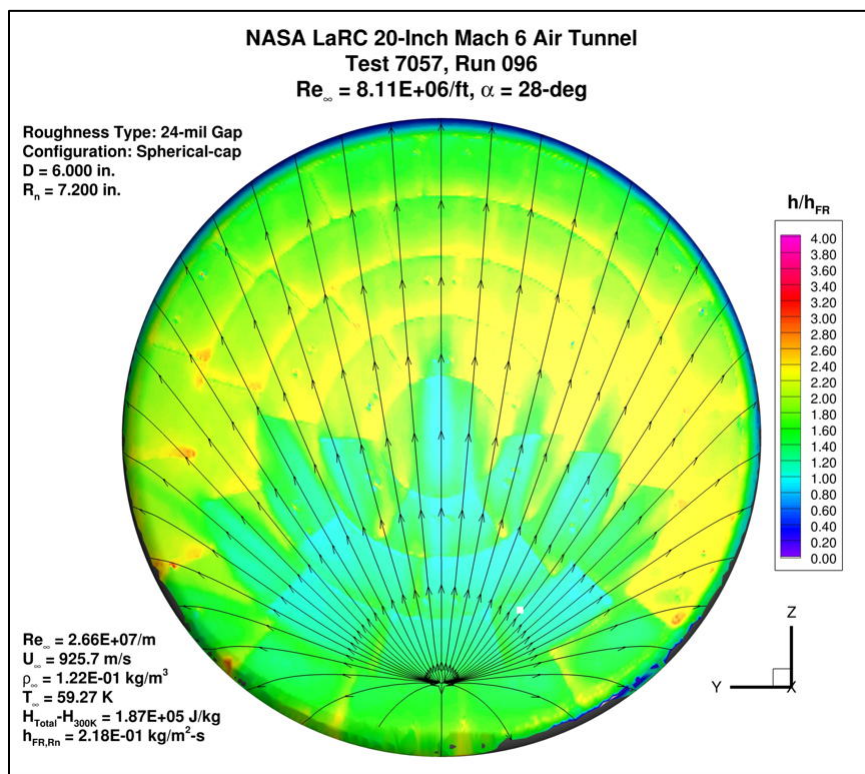 NASA LaRC 20-Inch Mach 6 Air Tunnel
Test 7057, Run 096
Re∞ = 8.11E+06/ft, α = 28-deg
Roughness Type: 24-mil Gap
Configuration: Spherical-cap
D = 6.000 in.
Rn = 7.200 in.
h/hFR
4.00
3.80
3.60
3.40
3.20
3.00
2.80
2.60
2.40
2.20
2.00
1.80
1.60
1.40
1.20
1.00
0.80
0.60
0.40
0.20
0.00
Z
Y
X
Re∞ = 2.66E+07/m
U∞ = 925.7 m/s
ρ∞ = 1.22E-01 kg/m³
T∞ = 59.27 K
HTotal-H300K = 1.87E+05 J/kg
hFR,Rn = 2.18E-01 kg/m²-s